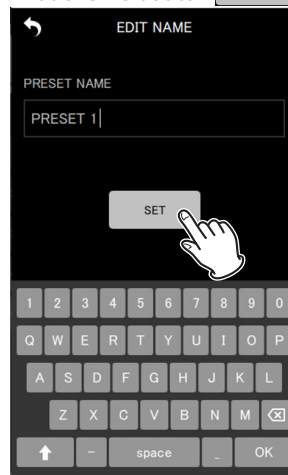 EDIT NAME
PRESET NAME
PRESET 1
SET
1 2 3 4 5 6 7 8 9 0
Q W E R T Y U I O P
A S D F G H J K L
Z X C V B N M
- space _ OK